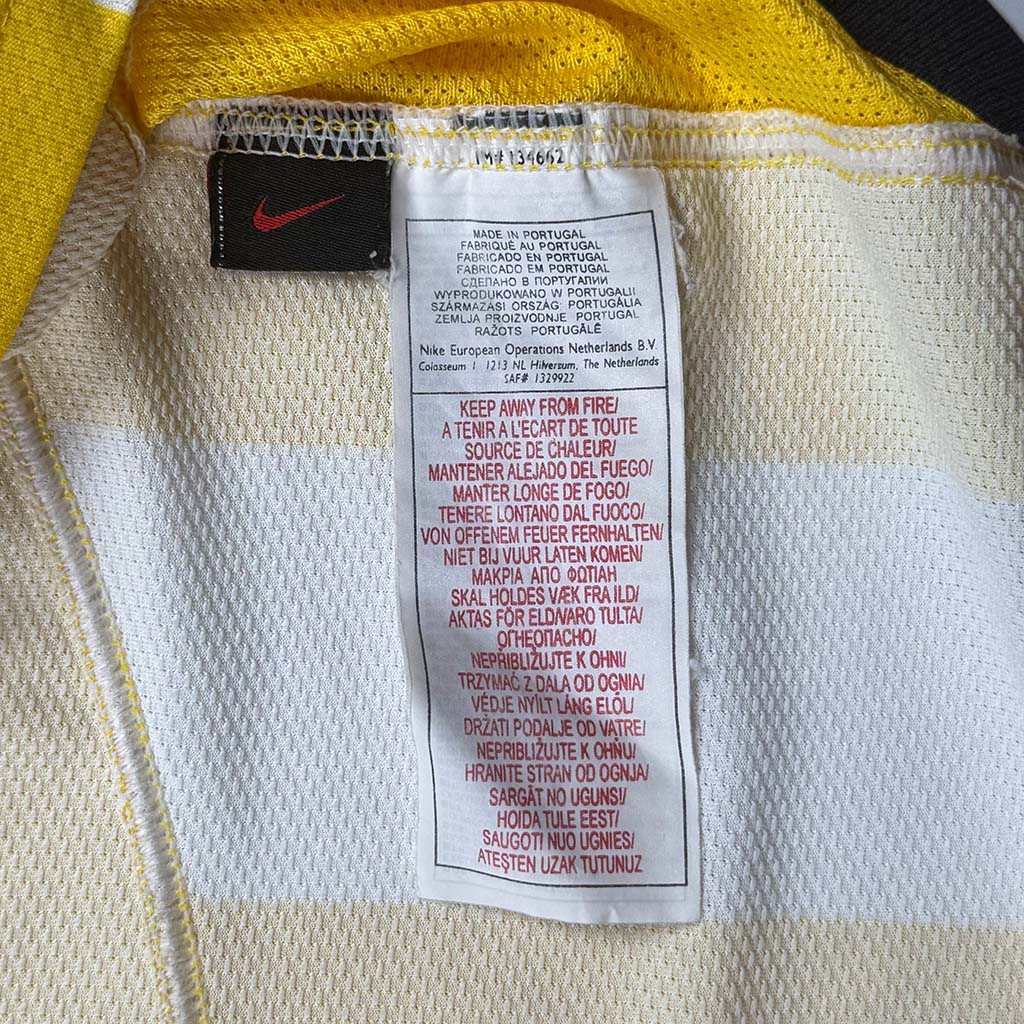 IM# 134662
MADE IN PORTUGAL
FABRIQUÉ AU PORTUGAL
FABRICADO EN PORTUGAL
FABRICADO EM PORTUGAL
СДЕЛАНО В ПОРТУГАЛИИ
WYPRODUKOWANO W PORTUGALII
SZÁRMAZÁSI ORSZÁG: PORTUGÁLIA
ZEMLJA PROIZVODNJE PORTUGAL
RAŽOTS PORTUGĀLĒ
Nike European Operations Netherlands B.V.
Colosseum 1 1213 NL Hilversum, The Netherlands
SAF# 1329922
KEEP AWAY FROM FIRE/
A TENIR A L'ECART DE TOUTE
SOURCE DE CHALEUR/
MANTENER ALEJADO DEL FUEGO/
MANTER LONGE DE FOGO/
TENERE LONTANO DAL FUOCO/
VON OFFENEM FEUER FERNHALTEN/
NIET BIJ VUUR LATEN KOMEN/
ΜΑΚΡΙΑ ΑΠΟ ΦΩΤΙΑΗ
SKAL HOLDES VÆK FRA ILD/
AKTAS FÖR ELD/VARO TULTA/
ОГНЕОПАСНО/
NEPRIBLIŽUJTE K OHNI/
TRZYMAĆ Z DALA OD OGNIA/
VÉDJE NYÍLT LÁNG ELŐL/
DRŽATI PODALJE OD VATRE/
NEPRIBLIŽUJTE K OHŇU/
HRANITE STRAN OD OGNJA/
SARGĀT NO UGUNS!/
HOIDA TULE EEST/
SAUGOTI NUO UGNIES/
ATEŞTEN UZAK TUTUNUZ